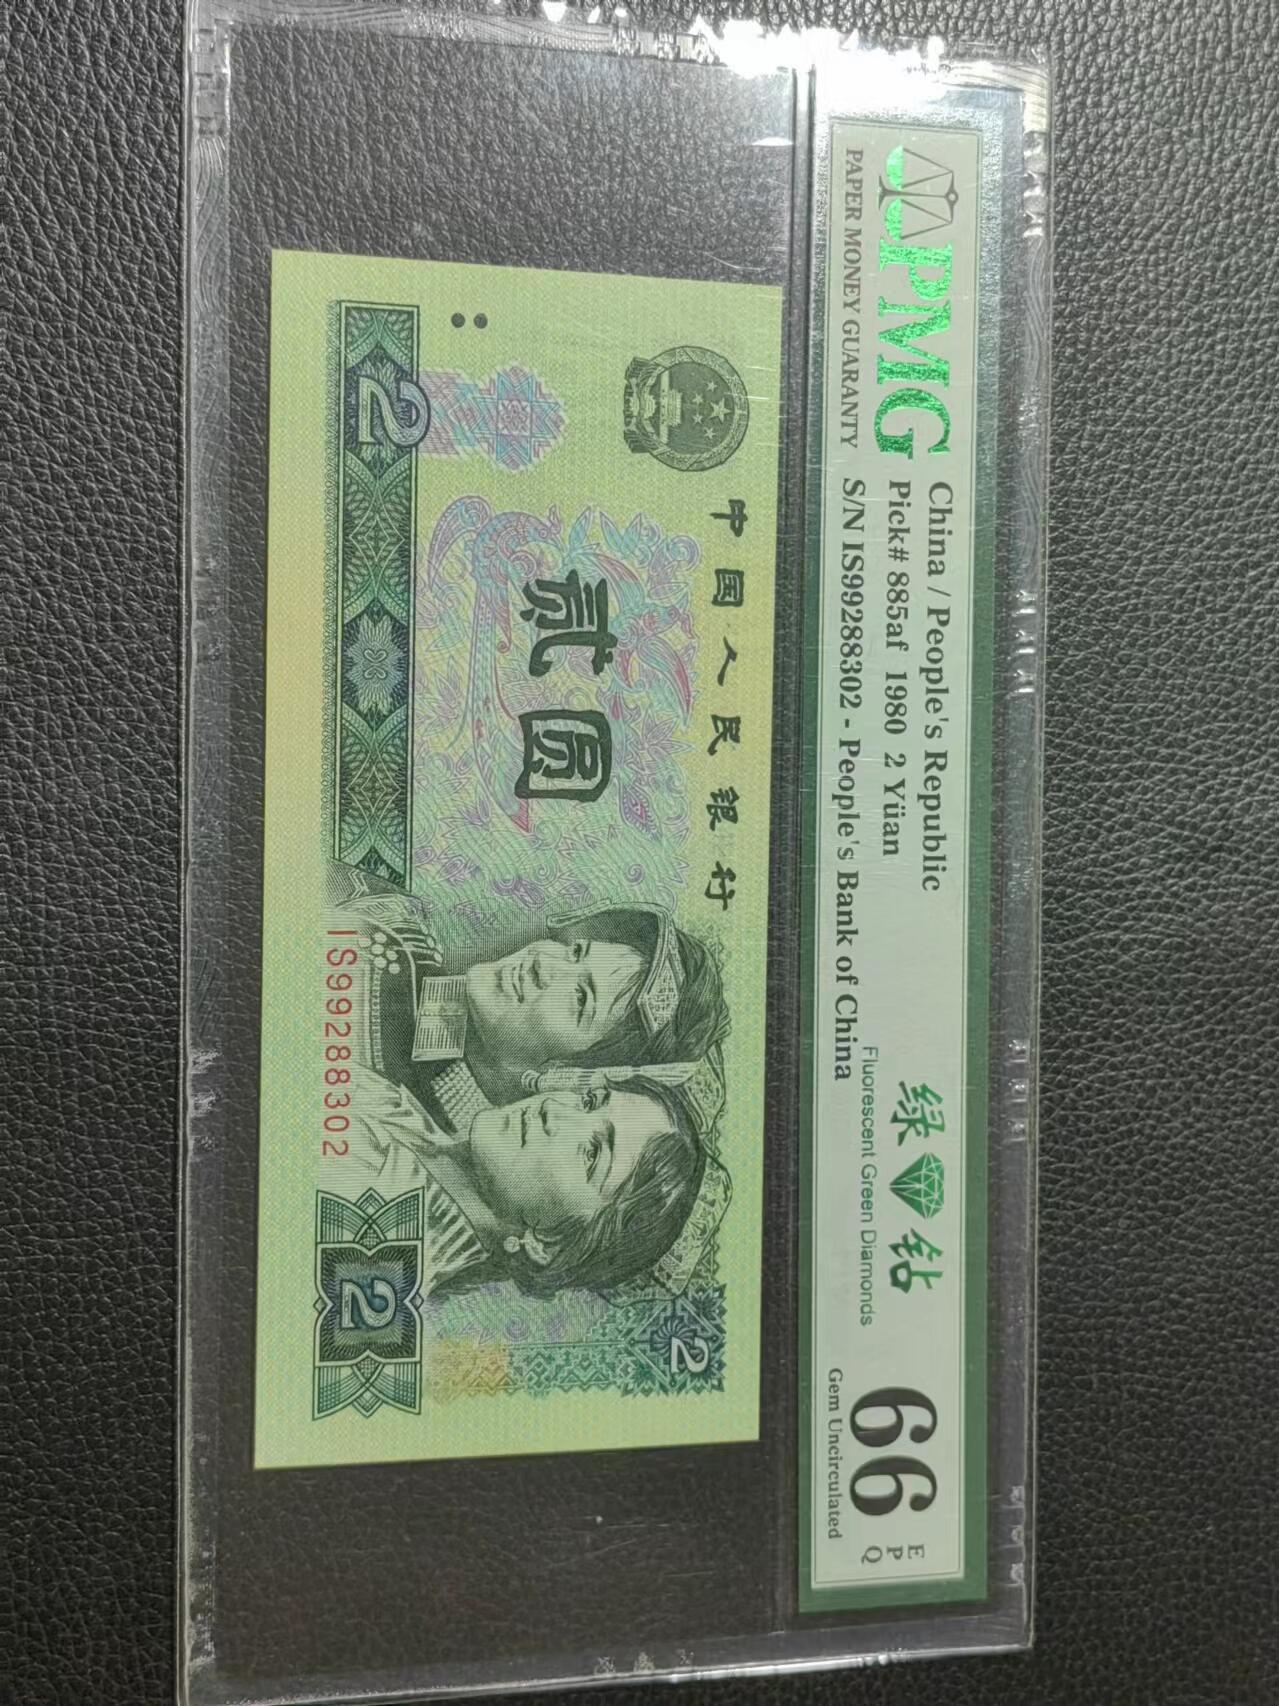 PMG
PAPER MONEY GUARANTY
China / People's Republic
Pick# 885af 1980 2 Yüan
S/N IS99288302 - People's Bank of China
绿钻
Fluorescent Green Diamonds
66
EPQ
Gem Uncirculated
中国人民银行
贰圆
2
IS99288302
2
2